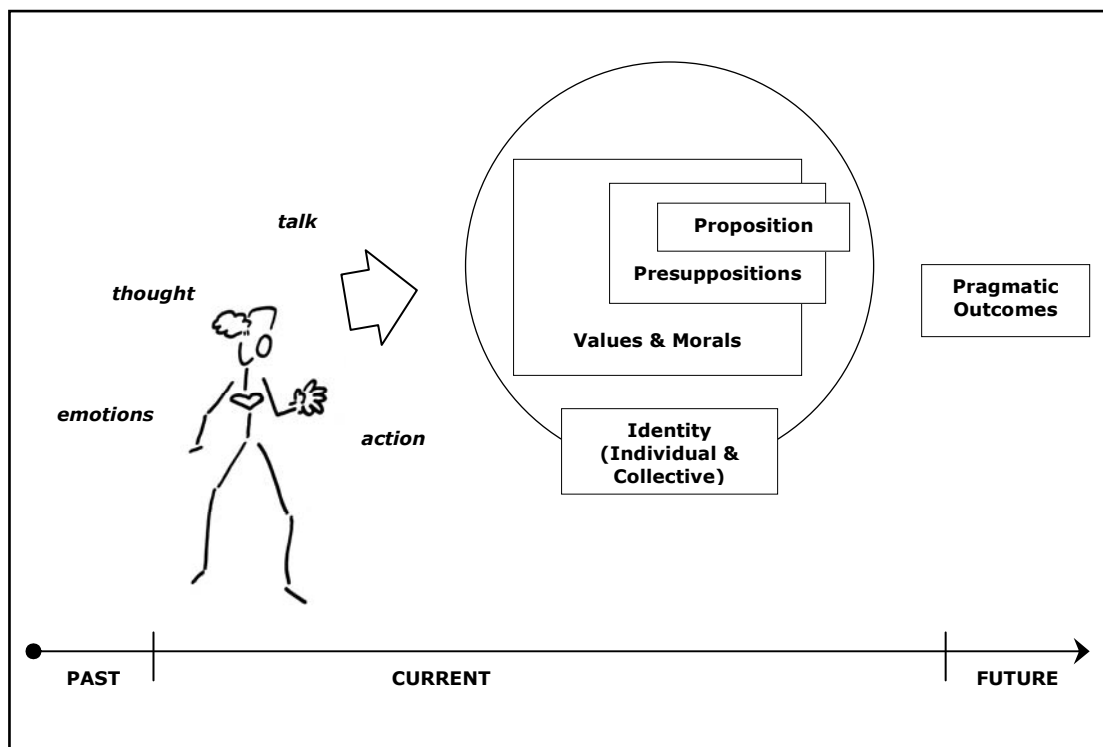 talk
thought
emotions
action
Proposition
Presuppositions
Values & Morals
Identity
(Individual &
Collective)
Pragmatic
Outcomes
PAST
CURRENT
FUTURE